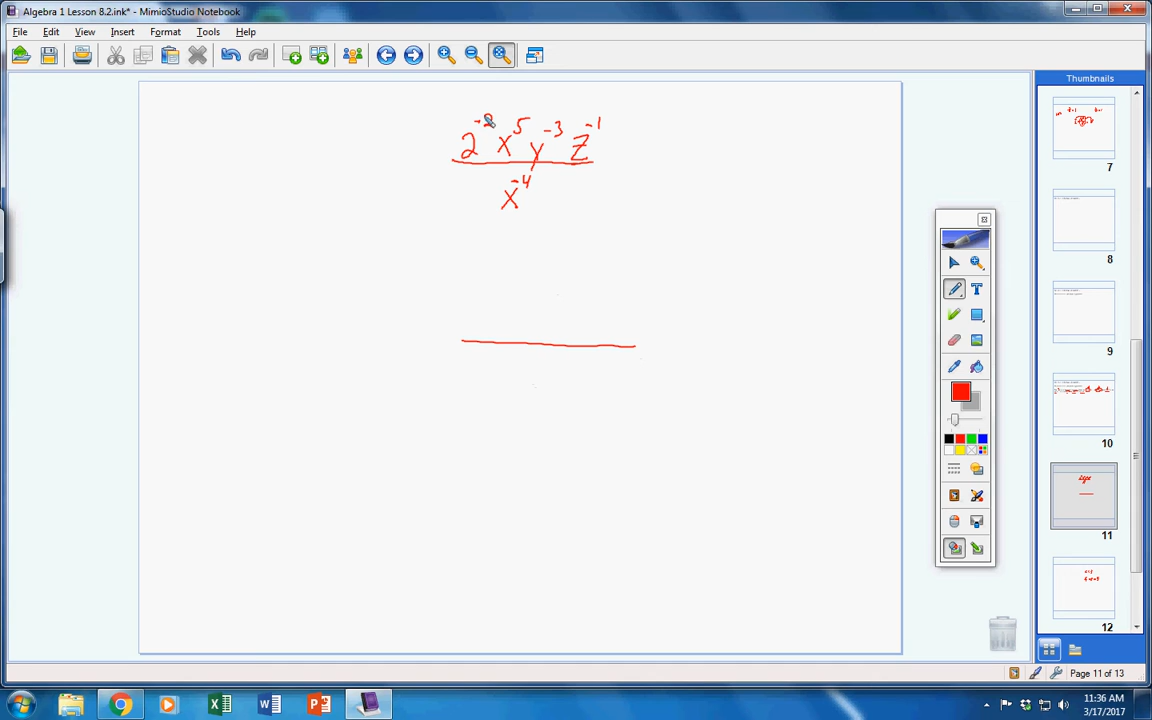 Algebra 1 Lesson 8.2.ink* - MimioStudio Notebook
File Edit View Insert Format Tools Help
Thumbnails
2⁻² x⁵ y⁻³ z⁻¹
x⁻⁴
7
8
9
10
11
12
Page 11 of 13
11:36 AM
3/17/2017